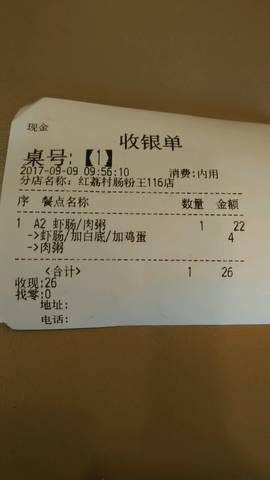 现金
收银单
桌号:【1】
2017-09-09 09:56:10 消费:内用
分店名称: 红荔村肠粉王116店
序 餐点名称 数量 金额
1 A2 虾肠/肉粥 1 22
->虾肠/加白底/加鸡蛋 4
->肉粥
<合计> 1 26
收现:26
找零:0
地址:
电话: